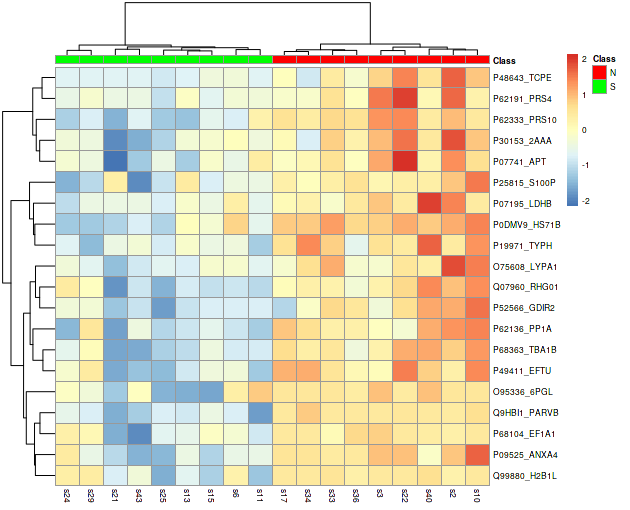 Class
P48643_TCPE
P62191_PRS4
P62333_PRS10
P30153_2AAA
P07741_APT
P25815_S100P
P07195_LDHB
P0DMV9_HS71B
P19971_TYPH
O75608_LYPA1
Q07960_RHG01
P52566_GDIR2
P62136_PP1A
P68363_TBA1B
P49411_EFTU
O95336_6PGL
Q9HBI1_PARVB
P68104_EF1A1
P09525_ANXA4
Q99880_H2B1L
s24 s29 s21 s43 s25 s13 s15 s6 s11 s17 s34 s33 s36 s3 s22 s40 s2 s10
2
1
0
-1
-2
Class
N
S